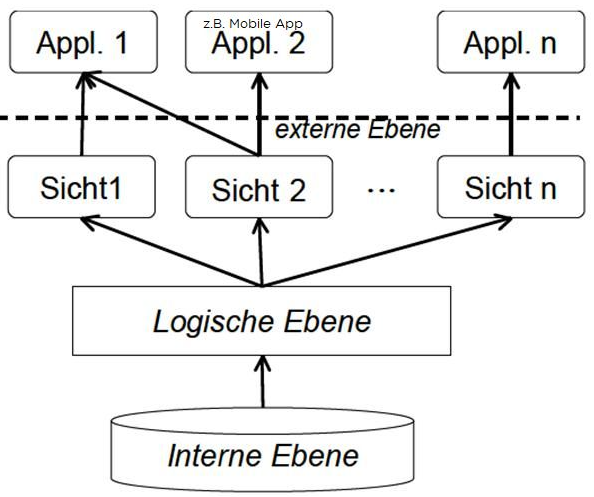 z.B. Mobile App
Appl. 1
Appl. 2
Appl. n
externe Ebene
Sicht1
Sicht 2
...
Sicht n
Logische Ebene
Interne Ebene